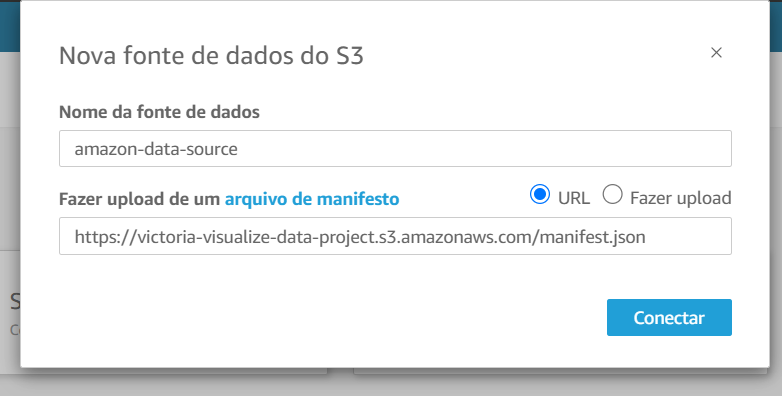 Nova fonte de dados do S3
Nome da fonte de dados
amazon-data-source
Fazer upload de um arquivo de manifesto URL Fazer upload
https://victoria-visualize-data-project.s3.amazonaws.com/manifest.json
Conectar